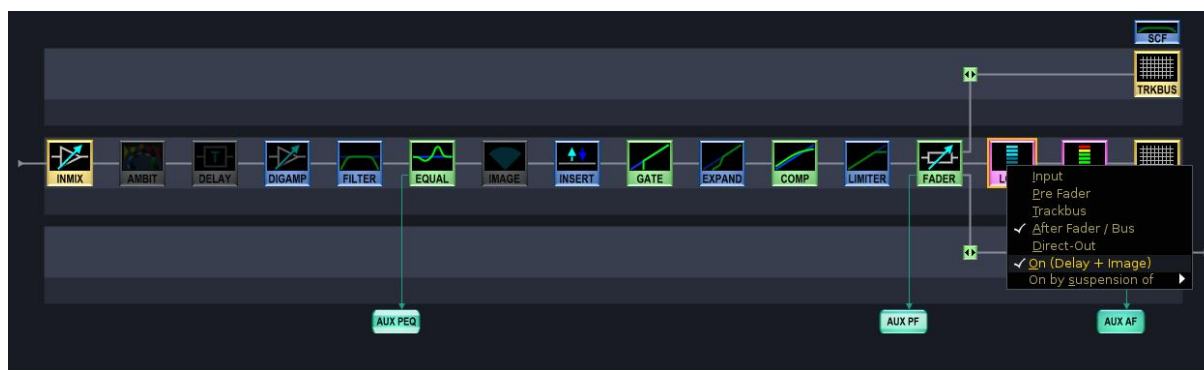 SCF
TRKBUS
INMIX
AMBIT
DELAY
DIGAMP
FILTER
EQUAL
IMAGE
INSERT
GATE
EXPAND
COMP
LIMITER
FADER
Input
Pre Fader
Trackbus
After Fader / Bus
Direct-Out
On (Delay + Image)
On by suspension of
AUX PEQ
AUX PF
AUX AF